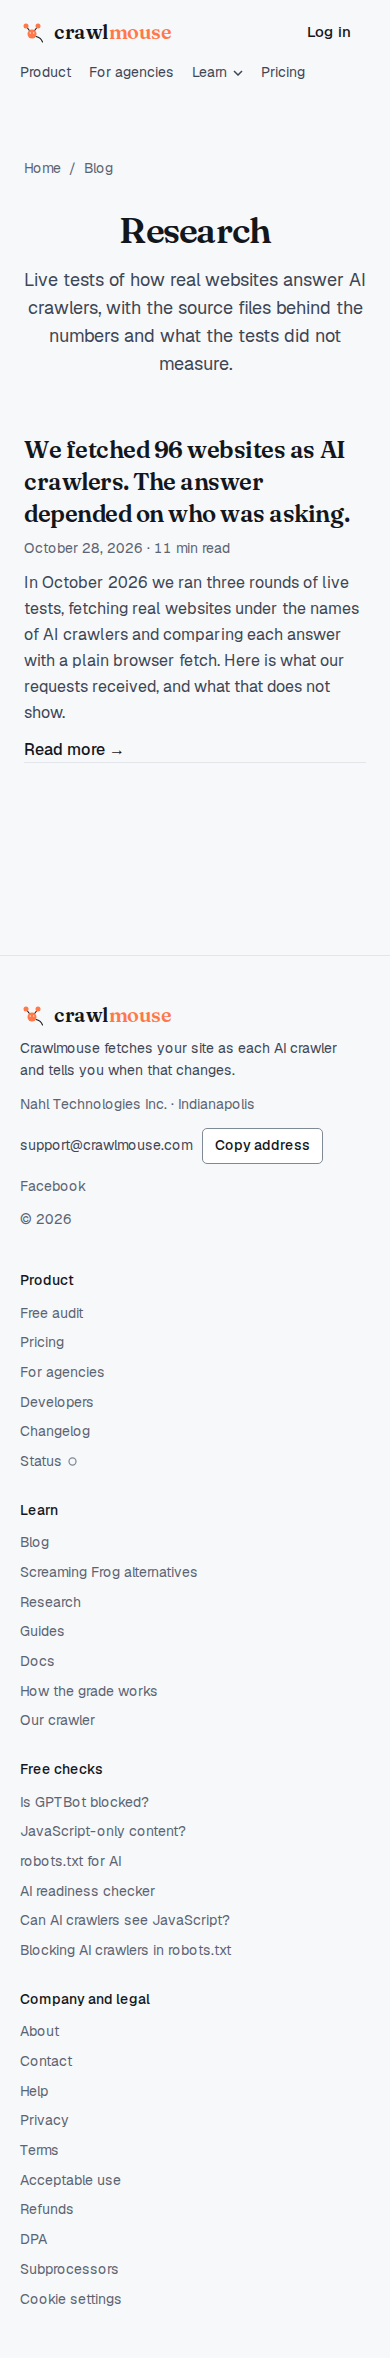 crawlmouse
Log in
Product For agencies Learn Pricing
Home / Blog
Research
Live tests of how real websites answer AI
crawlers, with the source files behind the
numbers and what the tests did not
measure.
We fetched 96 websites as AI
crawlers. The answer
depended on who was asking.
October 28, 2026 · 11 min read
In October 2026 we ran three rounds of live
tests, fetching real websites under the names
of AI crawlers and comparing each answer
with a plain browser fetch. Here is what our
requests received, and what that does not
show.
Read more →
crawlmouse
Crawlmouse fetches your site as each AI crawler
and tells you when that changes.
Nahl Technologies Inc. · Indianapolis
support@crawlmouse.com Copy address
Facebook
© 2026
Product
Free audit
Pricing
For agencies
Developers
Changelog
Status
Learn
Blog
Screaming Frog alternatives
Research
Guides
Docs
How the grade works
Our crawler
Free checks
Is GPTBot blocked?
JavaScript-only content?
robots.txt for AI
AI readiness checker
Can AI crawlers see JavaScript?
Blocking AI crawlers in robots.txt
Company and legal
About
Contact
Help
Privacy
Terms
Acceptable use
Refunds
DPA
Subprocessors
Cookie settings